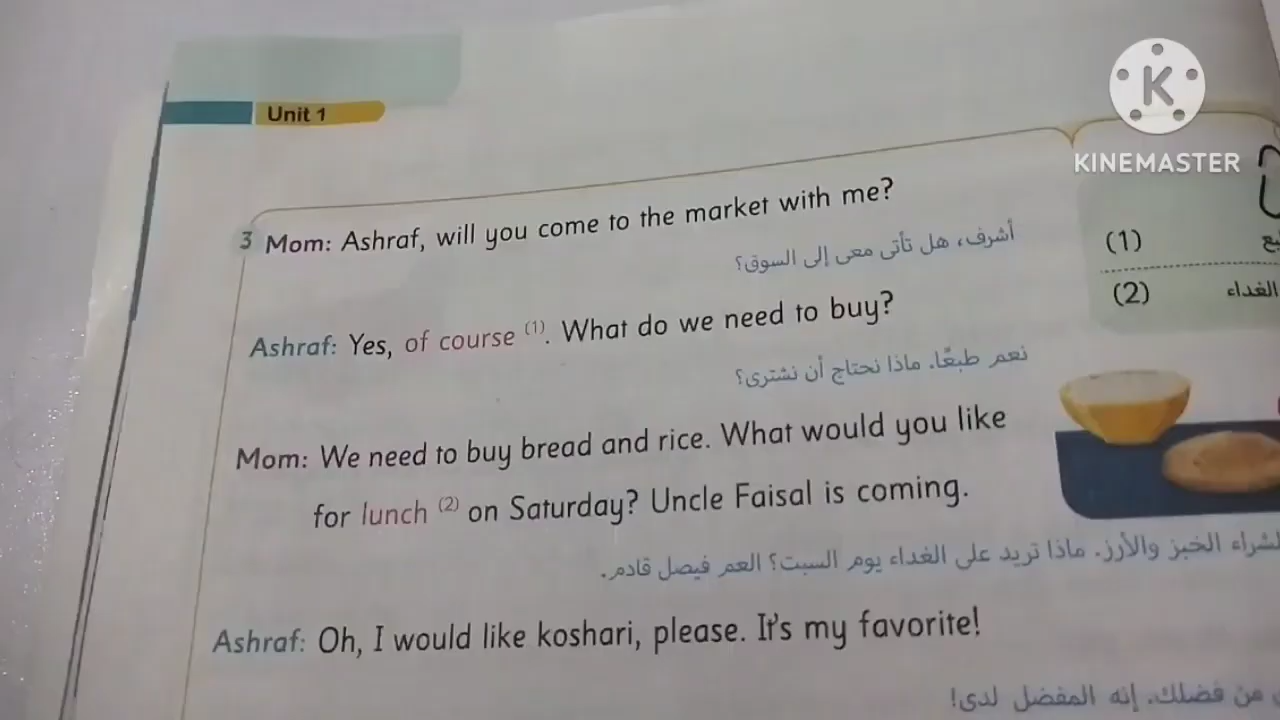 KINEMASTER
Unit 1
3 Mom: Ashraf, will you come to the market with me?
أشرف، هل تأتى معى إلى السوق؟
Ashraf: Yes, of course (1). What do we need to buy?
نعم طبعًا. ماذا نحتاج أن نشترى؟
Mom: We need to buy bread and rice. What would you like
for lunch (2) on Saturday? Uncle Faisal is coming.
لشراء الخبز والأرز. ماذا تريد على الغداء يوم السبت؟ العم فيصل قادم.
Ashraf: Oh, I would like koshari, please. It's my favorite!
من فضلك. إنه المفضل لدى!
(1)
(2) الغداء